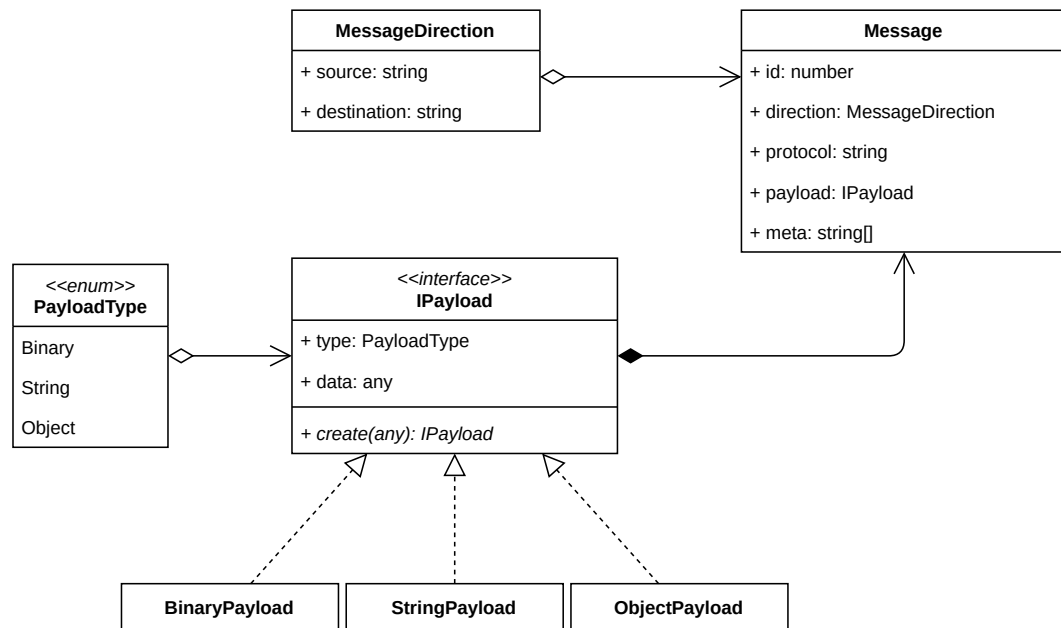 MessageDirection
+ source: string
+ destination: string
Message
+ id: number
+ direction: MessageDirection
+ protocol: string
+ payload: IPayload
+ meta: string[]
<<enum>>
PayloadType
Binary
String
Object
<<interface>>
IPayload
+ type: PayloadType
+ data: any
+ create(any): IPayload
BinaryPayload
StringPayload
ObjectPayload